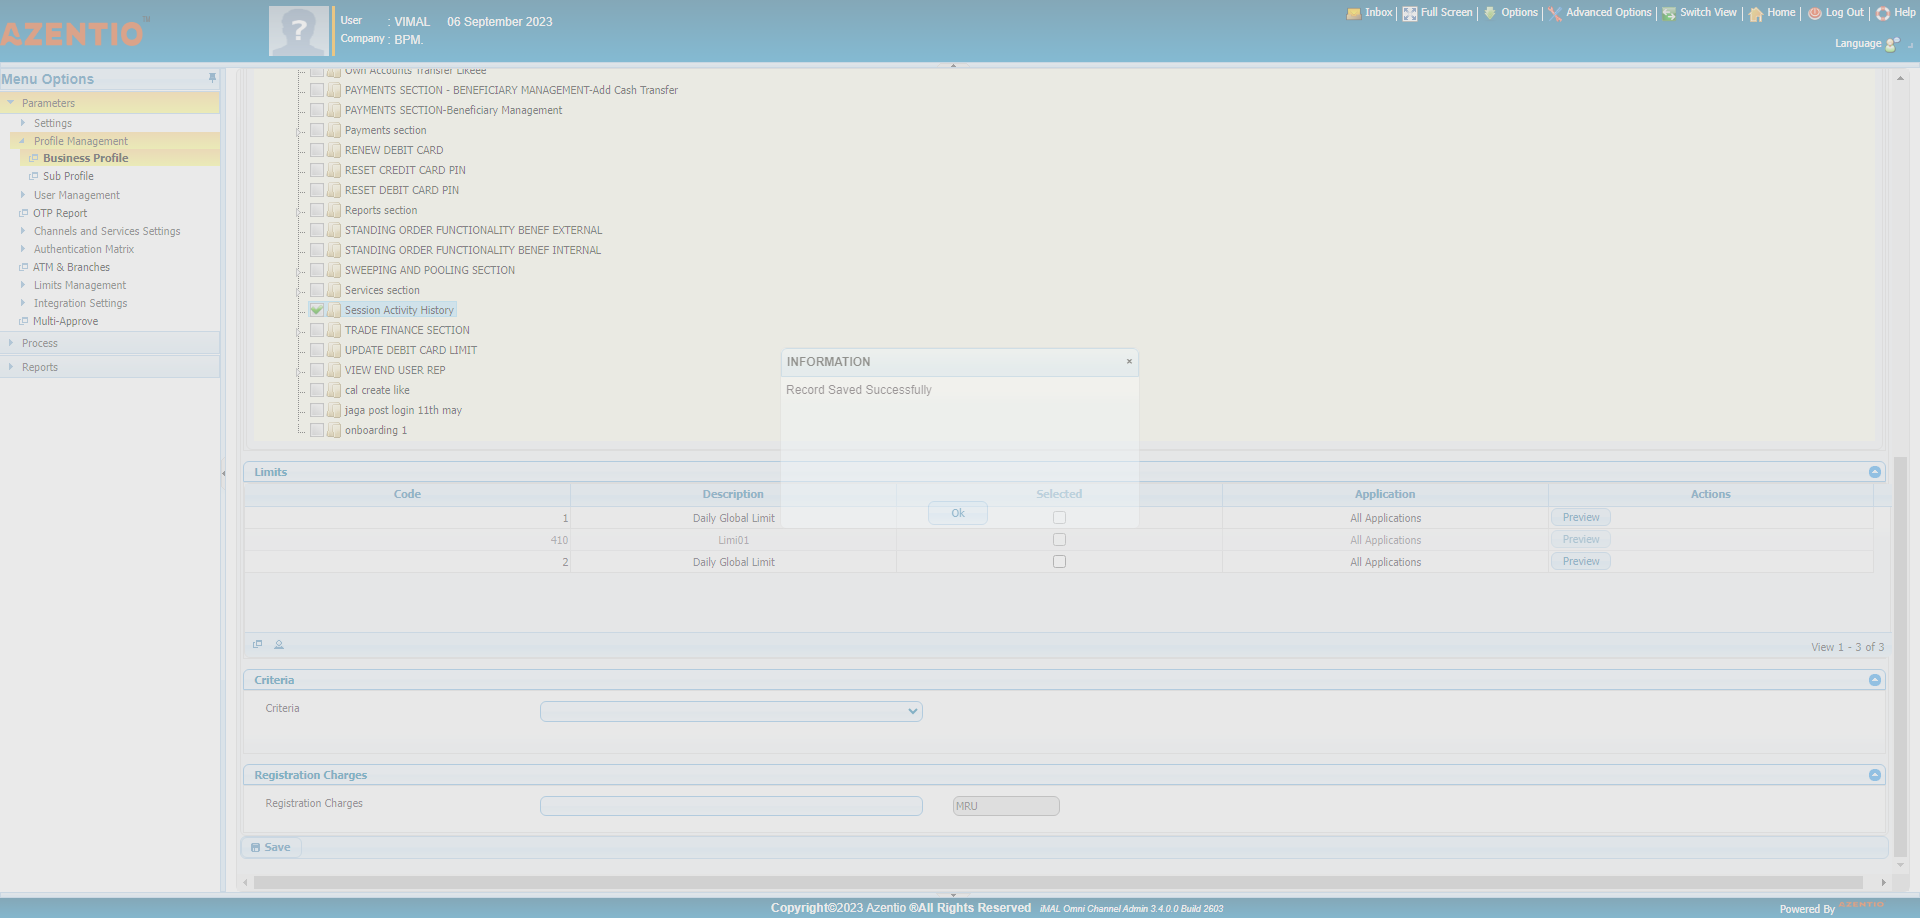 AZENTIO™
User : VIMAL 06 September 2023
Company : BPM.
Inbox Full Screen Options Advanced Options Switch View Home Log Out Help
Language
Menu Options
Parameters
Settings
Profile Management
Business Profile
Sub Profile
User Management
OTP Report
Channels and Services Settings
Authentication Matrix
ATM & Branches
Limits Management
Integration Settings
Multi-Approve
Process
Reports
Own Accounts Transfer Likeee
PAYMENTS SECTION - BENEFICIARY MANAGEMENT-Add Cash Transfer
PAYMENTS SECTION-Beneficiary Management
Payments section
RENEW DEBIT CARD
RESET CREDIT CARD PIN
RESET DEBIT CARD PIN
Reports section
STANDING ORDER FUNCTIONALITY BENEF EXTERNAL
STANDING ORDER FUNCTIONALITY BENEF INTERNAL
SWEEPING AND POOLING SECTION
Services section
Session Activity History
TRADE FINANCE SECTION
UPDATE DEBIT CARD LIMIT
VIEW END USER REP
cal create like
jaga post login 11th may
onboarding 1
INFORMATION ×
Record Saved Successfully
Ok
Limits
Code Description Selected Application Actions
1 Daily Global Limit All Applications Preview
410 Limi01 All Applications Preview
2 Daily Global Limit All Applications Preview
View 1 - 3 of 3
Criteria
Criteria
Registration Charges
Registration Charges MRU
Save
Copyright©2023 Azentio ®All Rights Reserved iMAL Omni Channel Admin 3.4.0.0 Build 2603
Powered By AZENTIO